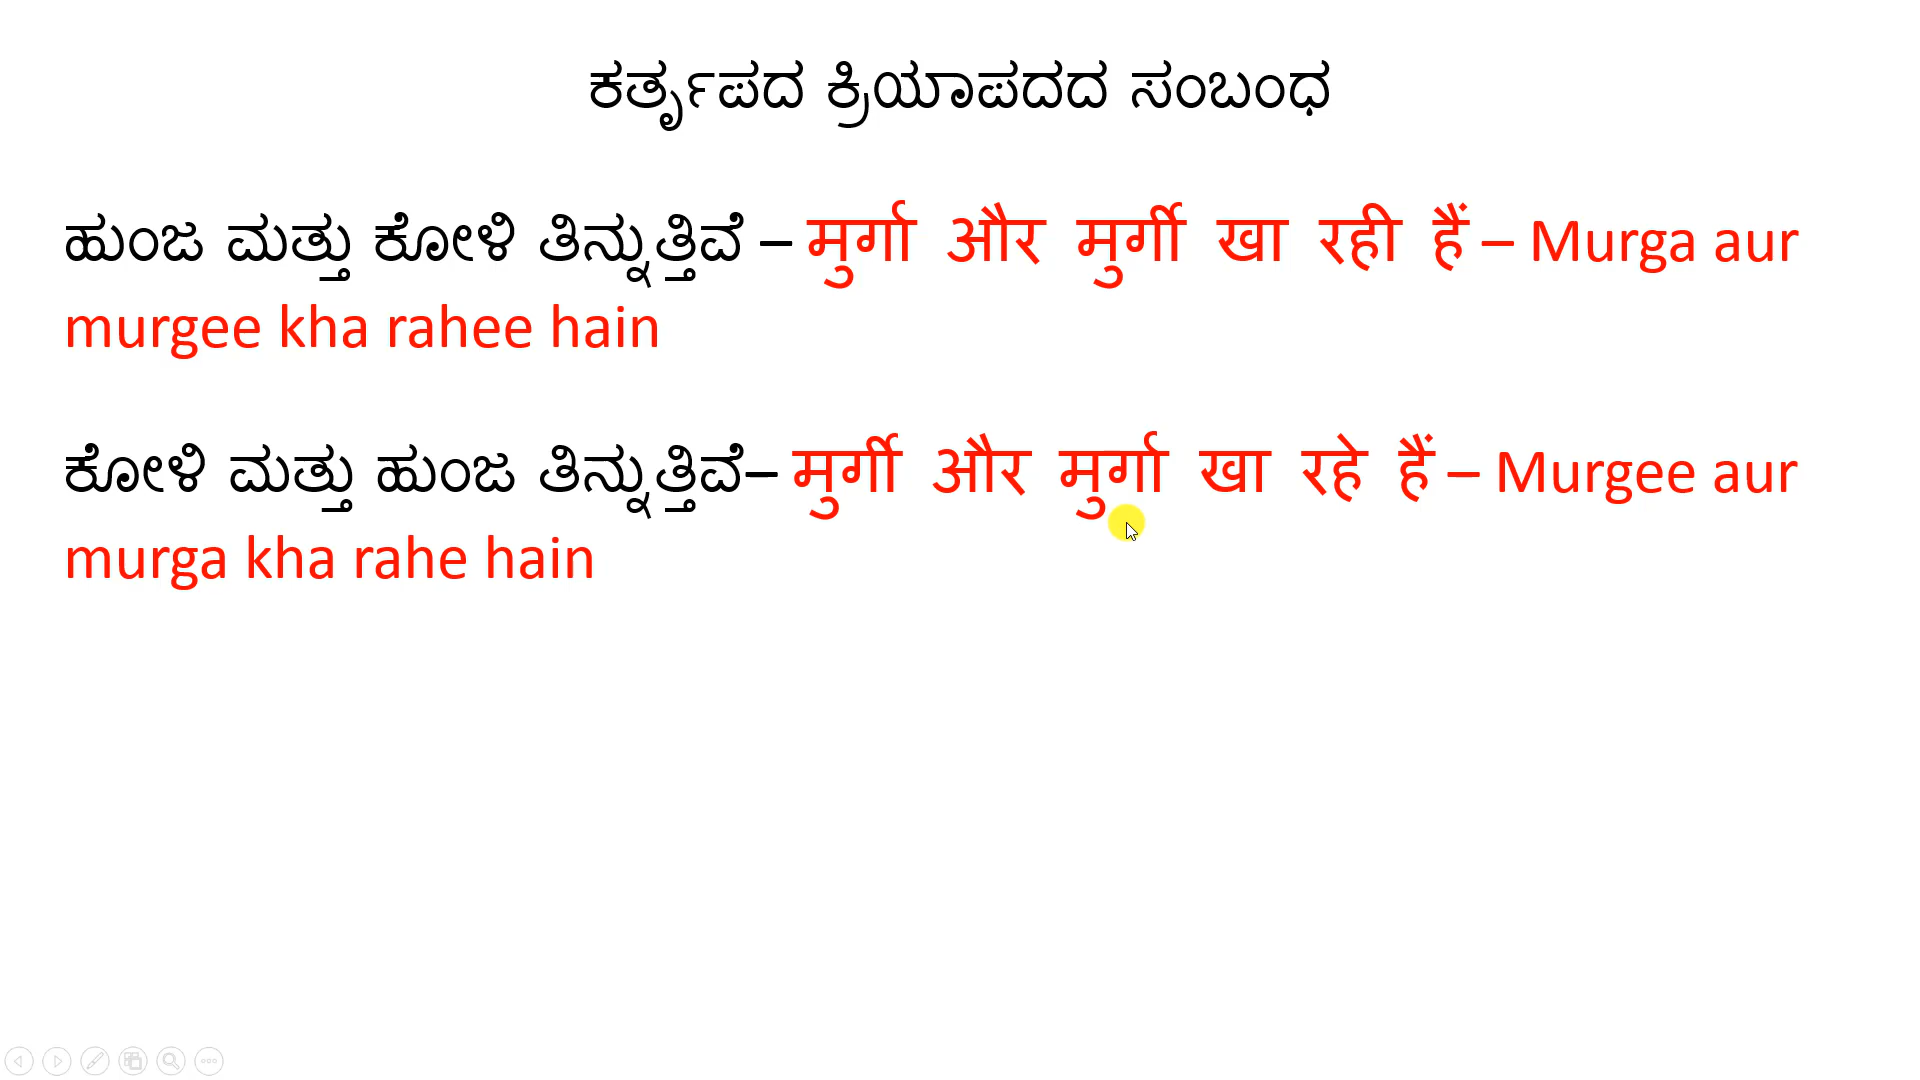 ಕರ್ತೃಪದ ಕ್ರಿಯಾಪದದ ಸಂಬಂಧ
ಹುಂಜ ಮತ್ತು ಕೋಳಿ ತಿನ್ನುತ್ತಿವೆ – मुर्गा और मुर्गी खा रही हैं – Murga aur
murgee kha rahee hain
ಕೋಳಿ ಮತ್ತು ಹುಂಜ ತಿನ್ನುತ್ತಿವೆ– मुर्गी और मुर्गा खा रहे हैं – Murgee aur
murga kha rahe hain